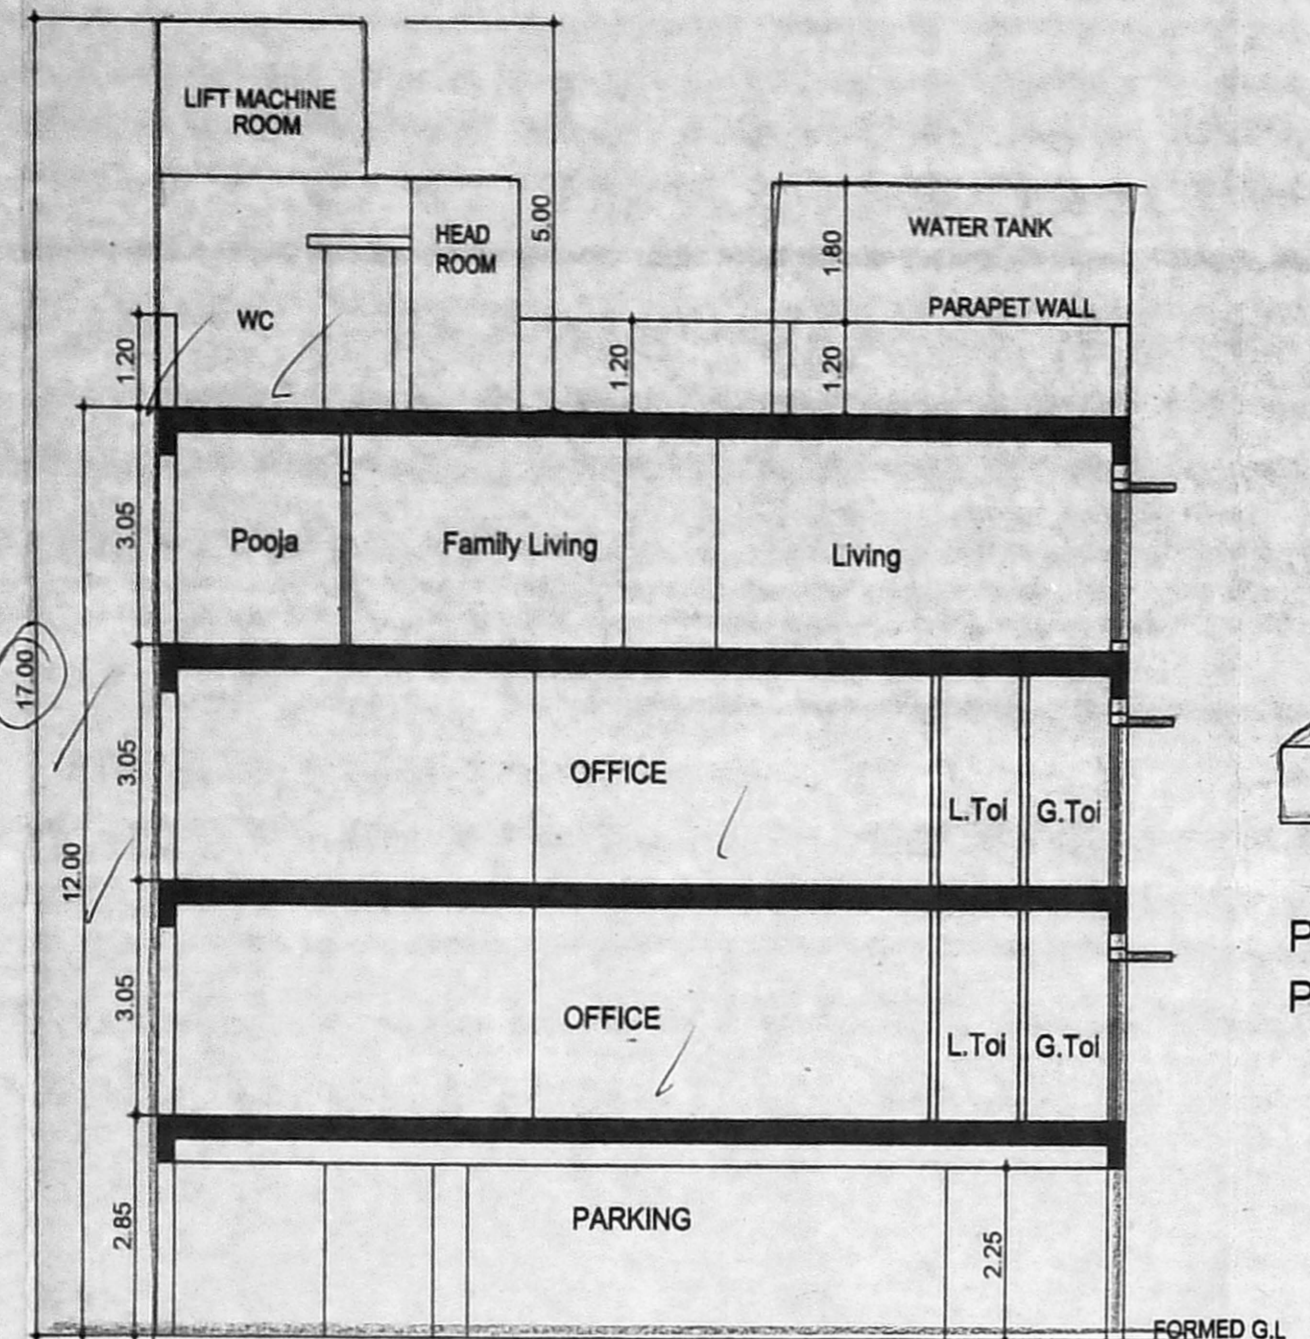 LIFT MACHINE
ROOM
HEAD
ROOM
5.00
WATER TANK
1.80
PARAPET WALL
WC
1.20
1.20
1.20
3.05
Pooja
Family Living
Living
17.00
3.05
OFFICE
L.Toi
G.Toi
12.00
3.05
OFFICE
L.Toi
G.Toi
P
P
2.85
PARKING
2.25
FORMED G.L